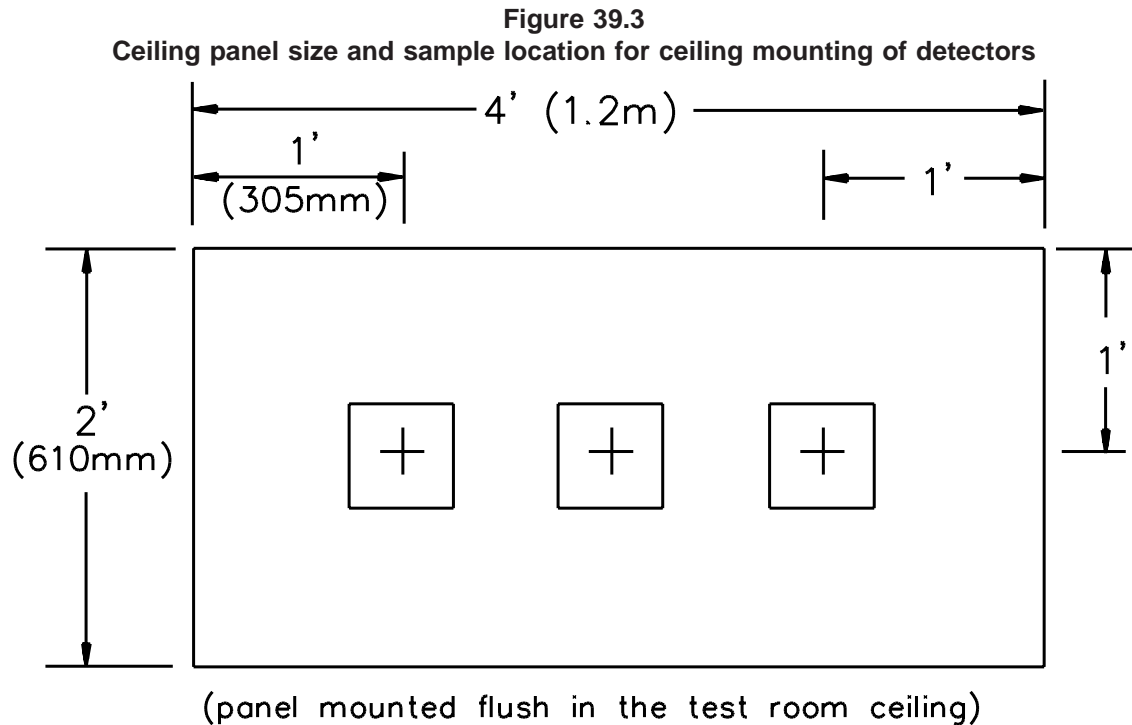 Figure 39.3
Ceiling panel size and sample location for ceiling mounting of detectors
4' (1.2m)
1'
(305mm)
1'
1'
2'
(610mm)
(panel mounted flush in the test room ceiling)